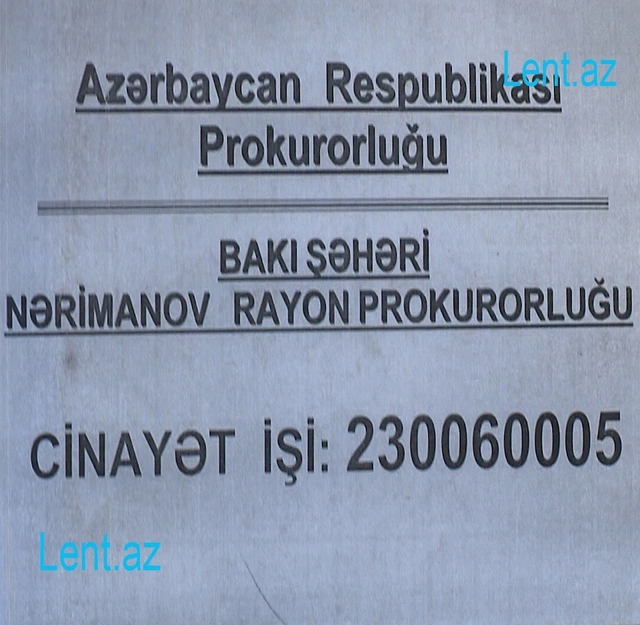 Lent.az
Azərbaycan Respublikası
Prokurorluğu
BAKI ŞƏHƏRİ
NƏRİMANOV RAYON PROKURORLUĞU
CİNAYƏT İŞİ: 230060005
Lent.az